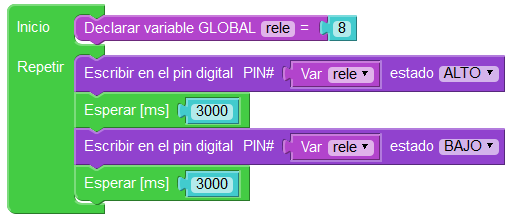 Inicio Declarar variable GLOBAL rele = 8
Repetir Escribir en el pin digital PIN# Var rele estado ALTO
Esperar [ms] 3000
Escribir en el pin digital PIN# Var rele estado BAJO
Esperar [ms] 3000